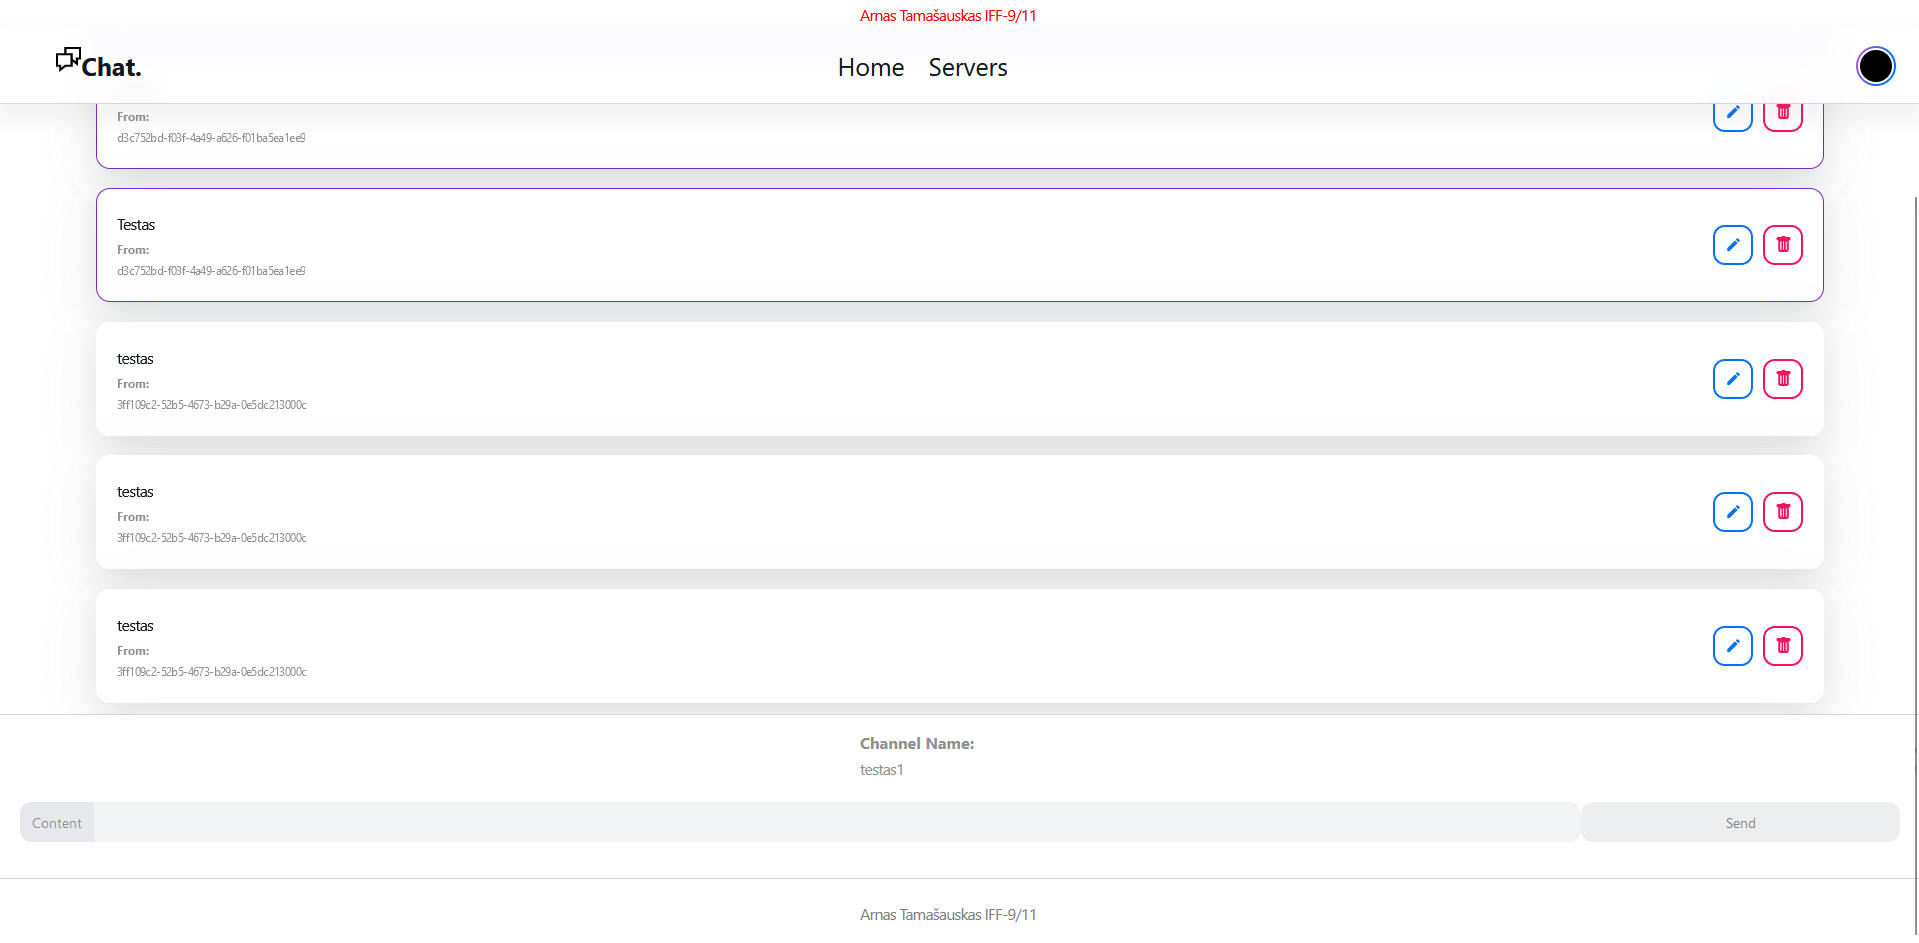 Arnas Tamašauskas IFF-9/11
Chat.
Home Servers
From:
d3c752bd-f03f-4a49-a626-f01ba5ea1ee9
Testas
From:
d3c752bd-f03f-4a49-a626-f01ba5ea1ee9
testas
From:
3ff109c2-52b5-4673-b29a-0e5dc213000c
testas
From:
3ff109c2-52b5-4673-b29a-0e5dc213000c
testas
From:
3ff109c2-52b5-4673-b29a-0e5dc213000c
Channel Name:
testas1
Content Send
Arnas Tamašauskas IFF-9/11